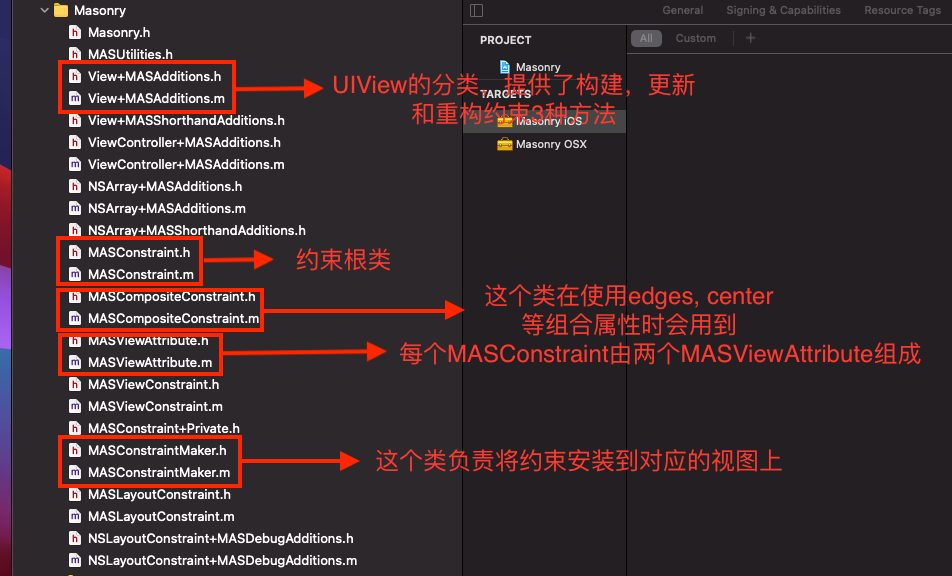 Masonry
General
Signing & Capabilities
Resource Tags
Masonry.h
MASUtilities.h
View+MASAdditions.h
View+MASAdditions.m
View+MASShorthandAdditions.h
ViewController+MASAdditions.h
ViewController+MASAdditions.m
NSArray+MASAdditions.h
NSArray+MASAdditions.m
NSArray+MASShorthandAdditions.h
MASConstraint.h
MASConstraint.m
MASCompositeConstraint.h
MASCompositeConstraint.m
MASViewAttribute.h
MASViewAttribute.m
MASViewConstraint.h
MASViewConstraint.m
MASConstraint+Private.h
MASConstraintMaker.h
MASConstraintMaker.m
MASLayoutConstraint.h
MASLayoutConstraint.m
NSLayoutConstraint+MASDebugAdditions.h
NSLayoutConstraint+MASDebugAdditions.m
PROJECT
Masonry
TARGETS
Masonry iOS
Masonry OSX
All
Custom
UIView的分类，提供了构建，更新
和重构约束3种方法
约束根类
这个类在使用edges, center
等组合属性时会用到
每个MASConstraint由两个MASViewAttribute组成
这个类负责将约束安装到对应的视图上